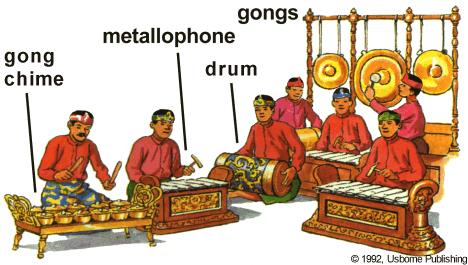 gongs
metallophone
gong
chime
drum
© 1992, Usborne Publishing